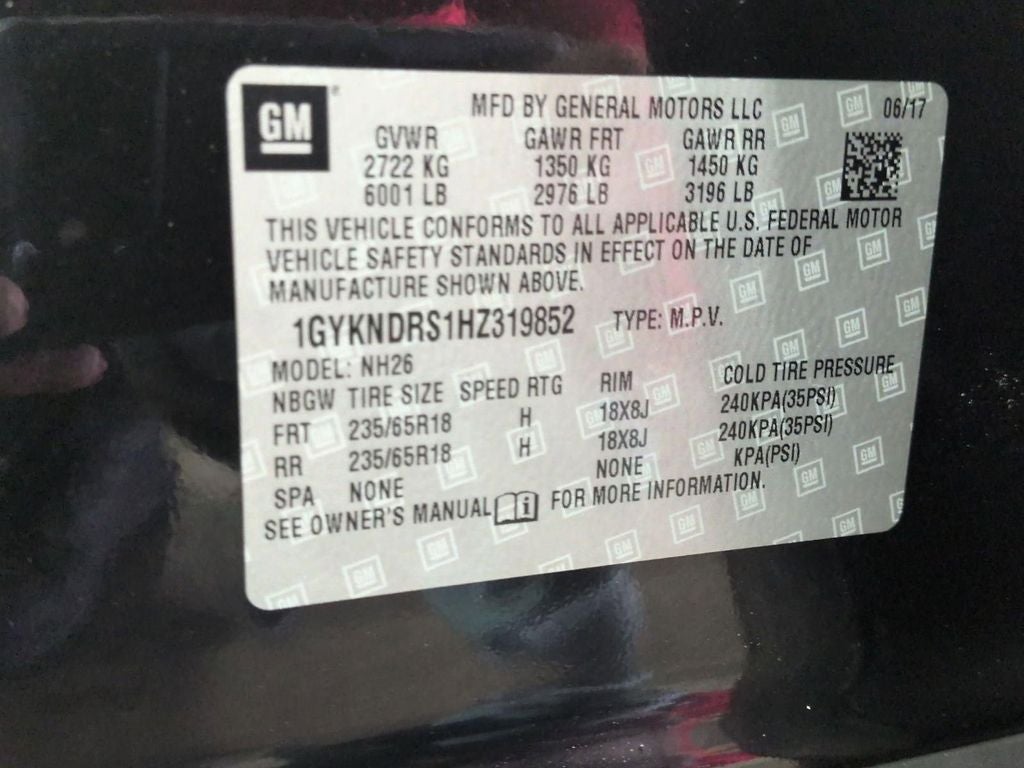 GM MFD BY GENERAL MOTORS LLC 06/17
GVWR GAWR FRT GAWR RR
2722 KG 1350 KG 1450 KG
6001 LB 2976 LB 3196 LB
THIS VEHICLE CONFORMS TO ALL APPLICABLE U.S. FEDERAL MOTOR
VEHICLE SAFETY STANDARDS IN EFFECT ON THE DATE OF
MANUFACTURE SHOWN ABOVE.
1GYKNDRS1HZ319852 TYPE: M.P.V.
MODEL: NH26
NBGW TIRE SIZE SPEED RTG RIM COLD TIRE PRESSURE
FRT 235/65R18 H 18X8J 240KPA(35PSI)
RR 235/65R18 H 18X8J 240KPA(35PSI)
SPA NONE NONE KPA(PSI)
SEE OWNER'S MANUAL i FOR MORE INFORMATION.